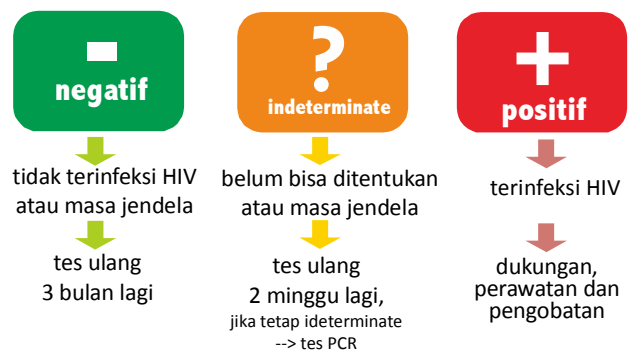 -
negatif
tidak terinfeksi HIV
atau masa jendela
tes ulang
3 bulan lagi
?
indeterminate
belum bisa ditentukan
atau masa jendela
tes ulang
2 minggu lagi,
jika tetap ideterminate
--> tes PCR
+
positif
terinfeksi HIV
dukungan,
perawatan dan
pengobatan